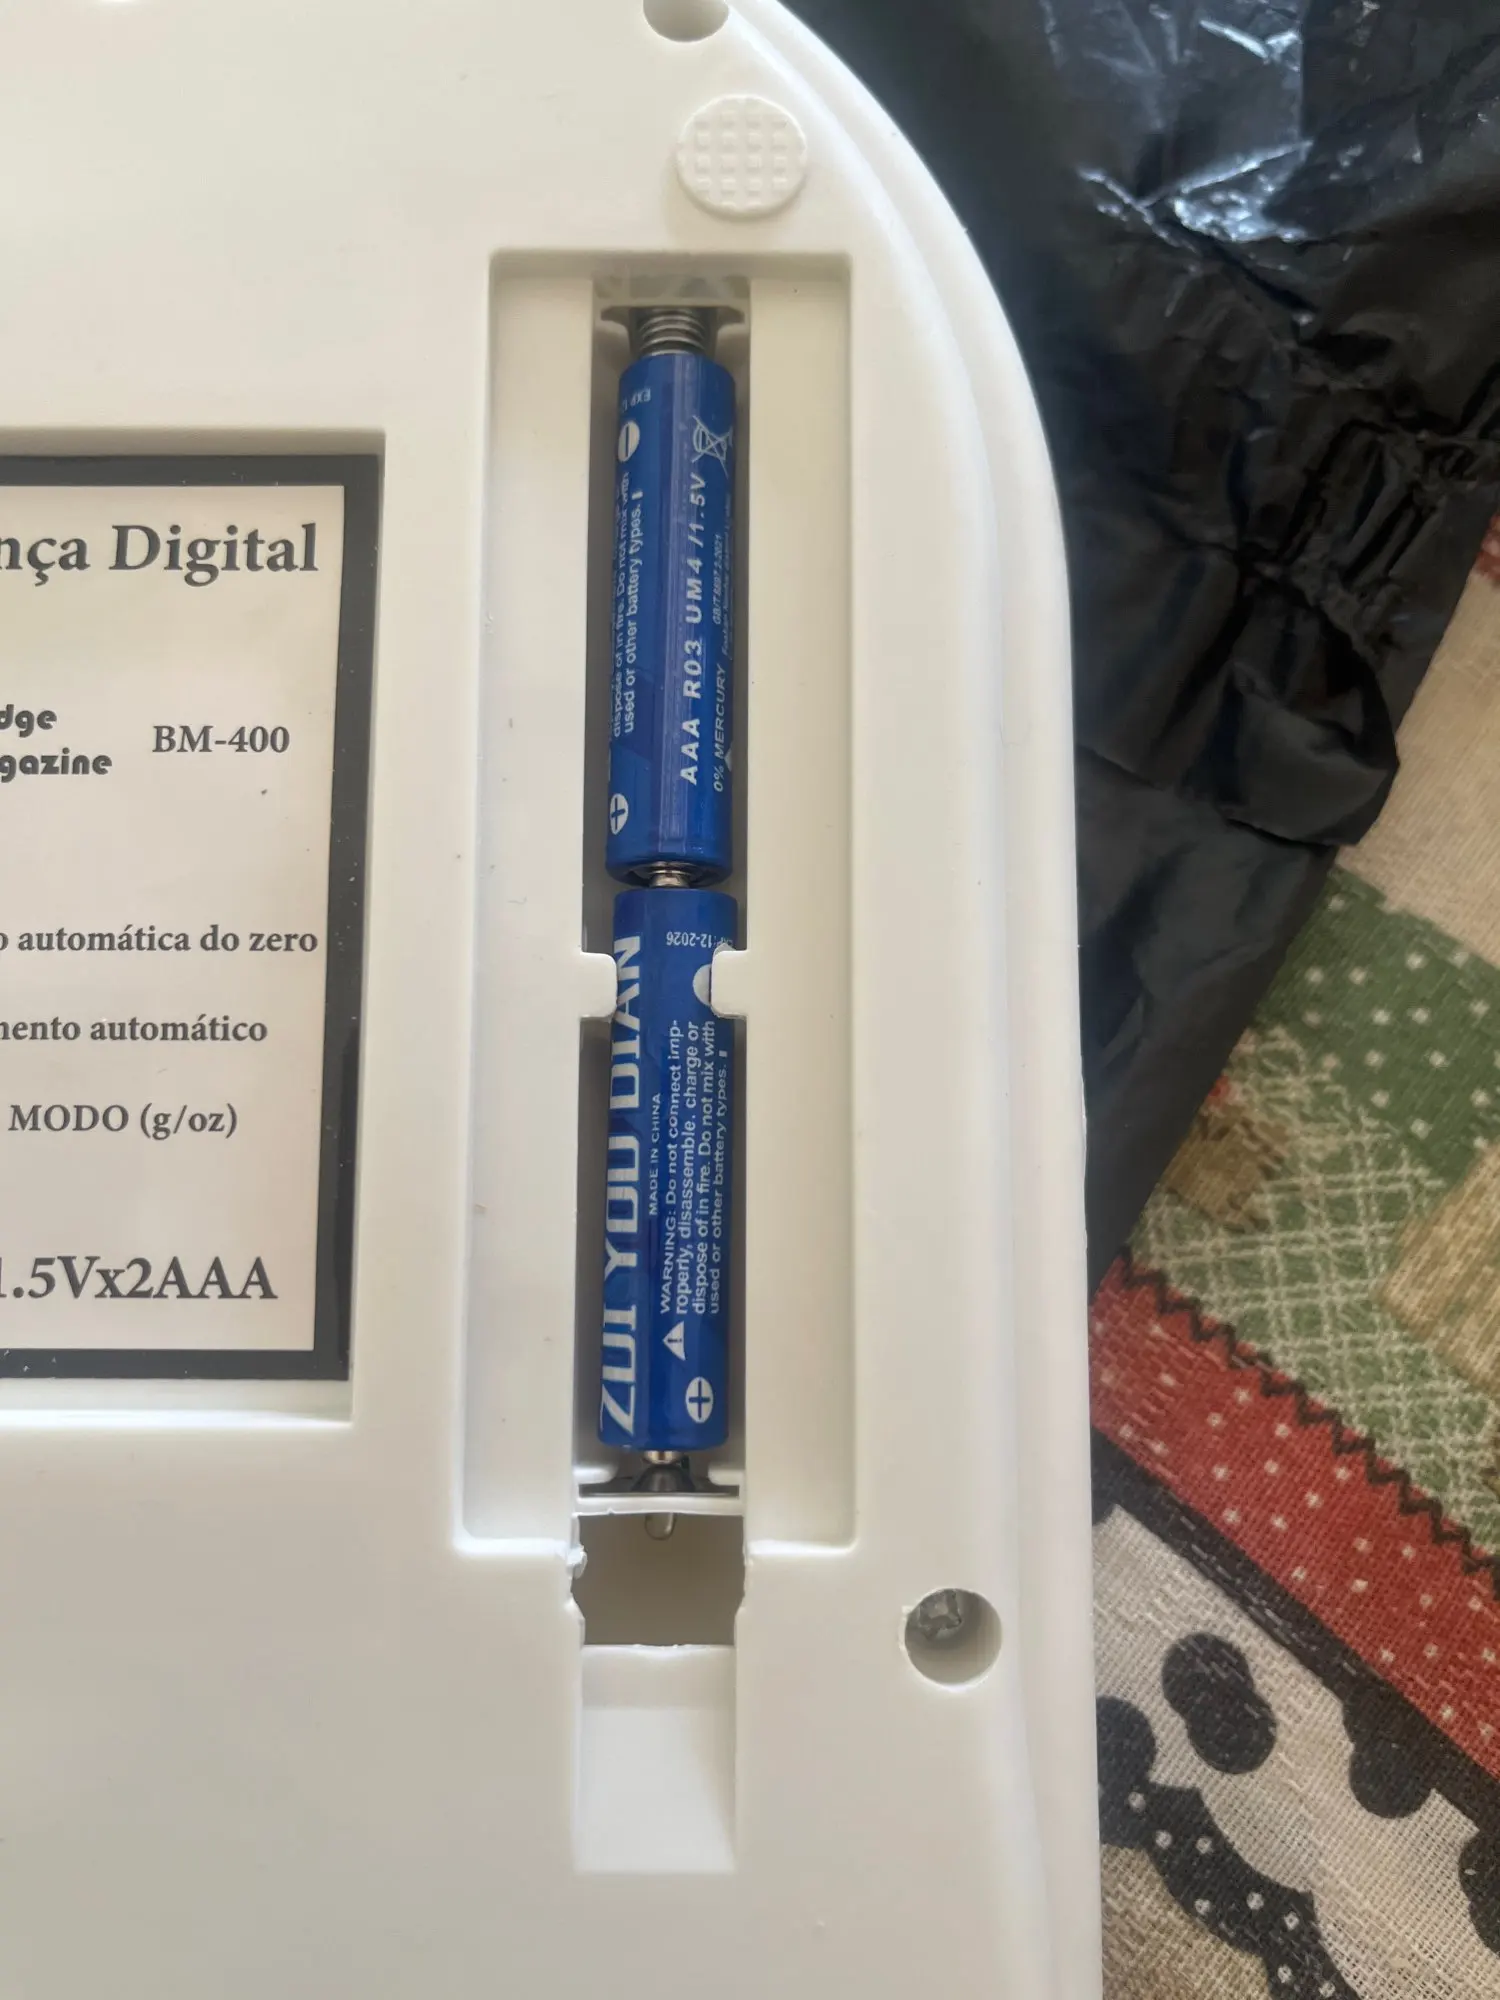 nça Digital
dge
gazine
BM-400
o automática do zero
mento automático
MODO (g/oz)
1.5Vx2AAA
dispose of in fire. Do not mix with
used or other battery types.
AAA R03 UM4 /1.5V
0% MERCURY
EXP:12-2026
ZUI YOU DIAN
MADE IN CHINA
WARNING: Do not connect imp-
roperly, disassemble. charge or
dispose of in fire. Do not mix with
used or other battery types.